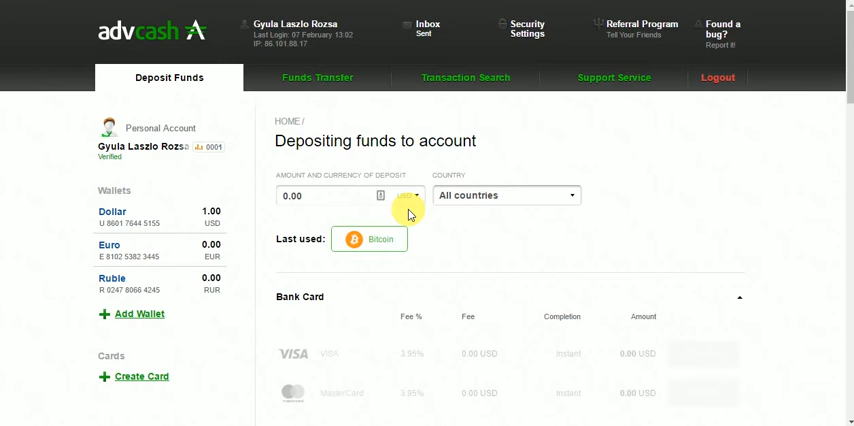 advcash
Gyula Laszlo Rozsa
Last Login: 07 February 13:02
IP: 86.101.88.17
Inbox
Sent
Security
Settings
Referral Program
Tell Your Friends
Found a
bug?
Report it!
Deposit Funds
Funds Transfer
Transaction Search
Support Service
Logout
Personal Account
Gyula Laszlo Rozsa 0001
Verified
Wallets
Dollar 1.00
U 8601 7644 5155 USD
Euro 0.00
E 8102 5382 3445 EUR
Ruble 0.00
R 0247 8066 4245 RUR
Add Wallet
Cards
Create Card
HOME /
Depositing funds to account
AMOUNT AND CURRENCY OF DEPOSIT COUNTRY
0.00 USD All countries
Last used: Bitcoin
Bank Card
Fee % Fee Completion Amount
VISA VISA 3.95% 0.00 USD Instant 0.00 USD
MasterCard 3.95% 0.00 USD Instant 0.00 USD